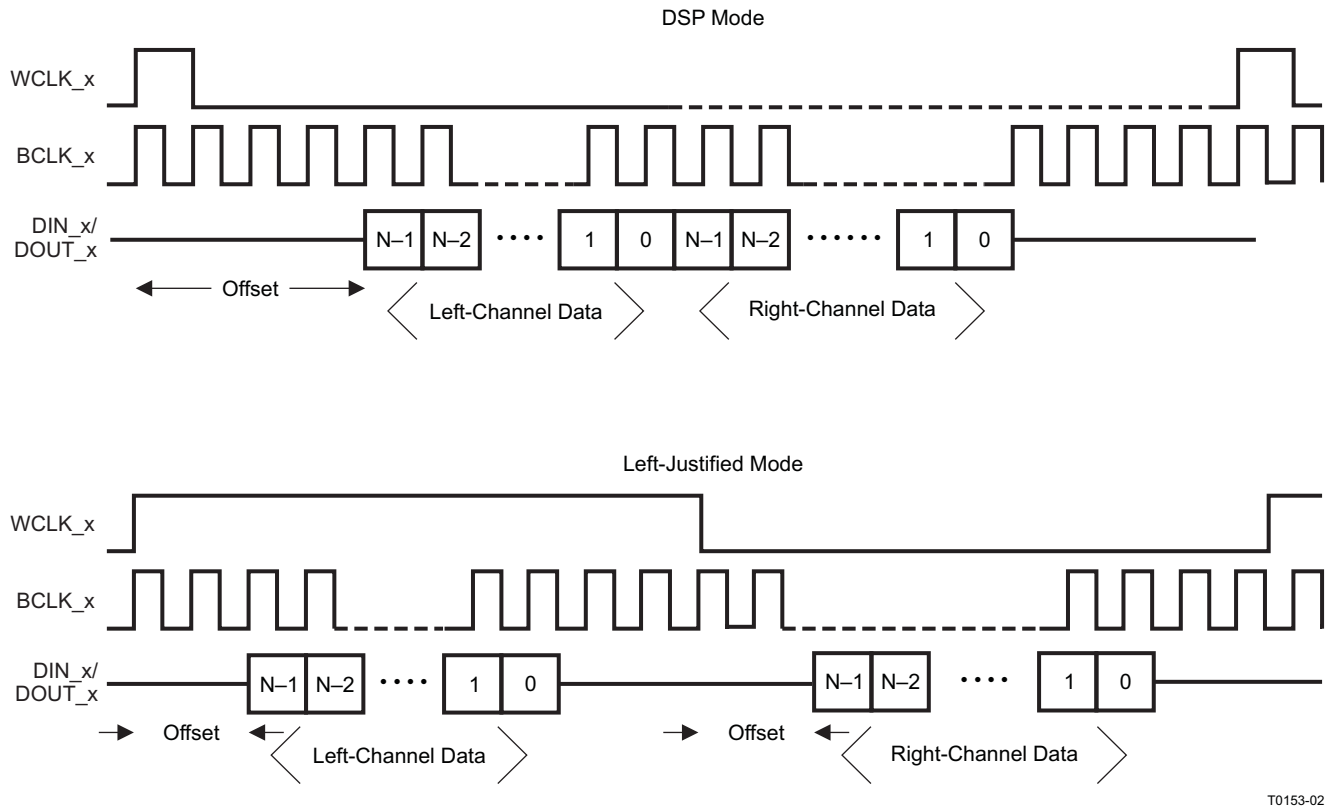 DSP Mode
WCLK_x
BCLK_x
DIN_x/
DOUT_x
N–1 N–2 •••• 1 0 N–1 N–2 •••••• 1 0
Offset
Left-Channel Data
Right-Channel Data
Left-Justified Mode
WCLK_x
BCLK_x
DIN_x/
DOUT_x
N–1 N–2 •••• 1 0 N–1 N–2 •••• 1 0
Offset Offset
Left-Channel Data Right-Channel Data
T0153-02